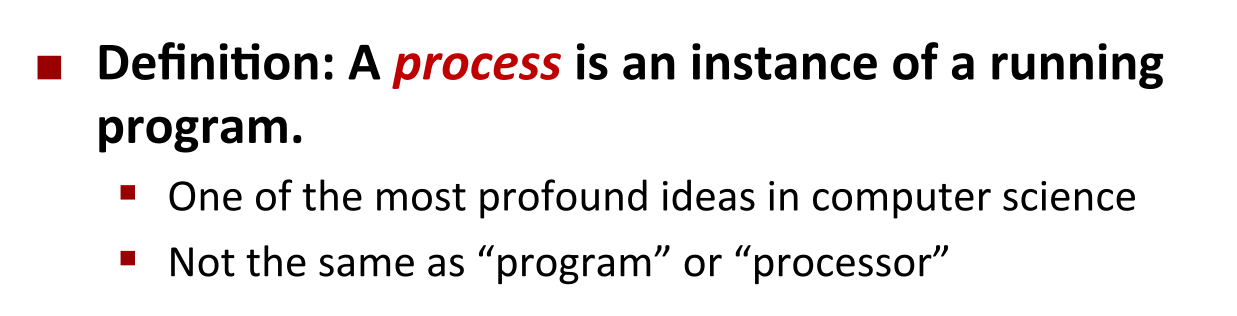 Definition: A process is an instance of a running
program.
One of the most profound ideas in computer science
Not the same as “program” or “processor”